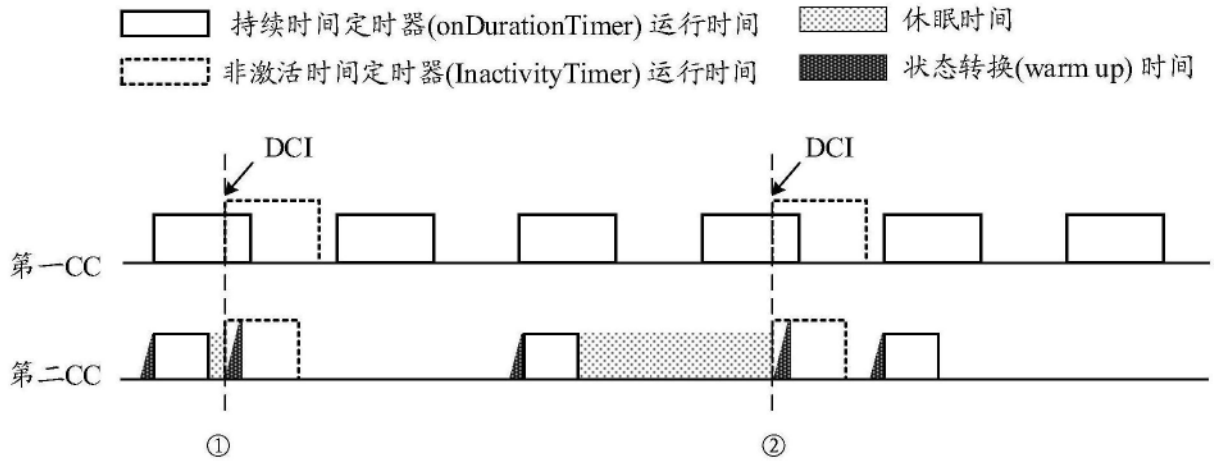 持续时间定时器(onDurationTimer) 运行时间
休眠时间
非激活时间定时器(InactivityTimer) 运行时间
状态转换(warm up) 时间
DCI
DCI
第一CC
第二CC
①
②